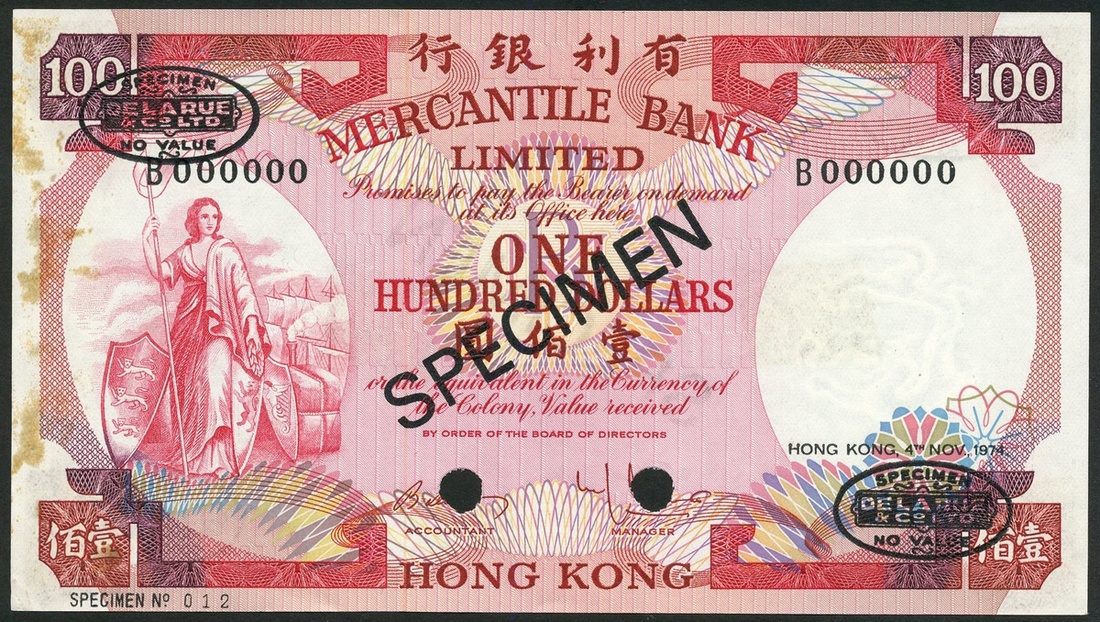 行銀利有
100
100
MERCANTILE BANK
LIMITED
SPECIMEN
DE LA RUE
& CO LTD
NO VALUE
B 000000
B 000000
Promises to pay the Bearer on demand
at its Office here
ONE
HUNDRED DOLLARS
圓佰壹
SPECIMEN
or the equivalent in the Currency of
the Colony, Value received
BY ORDER OF THE BOARD OF DIRECTORS
HONG KONG, 4TH NOV., 1974.
SPECIMEN
DE LA RUE
& CO LTD
NO VALUE
ACCOUNTANT
MANAGER
佰壹
佰壹
HONG KONG
SPECIMEN Nº 012